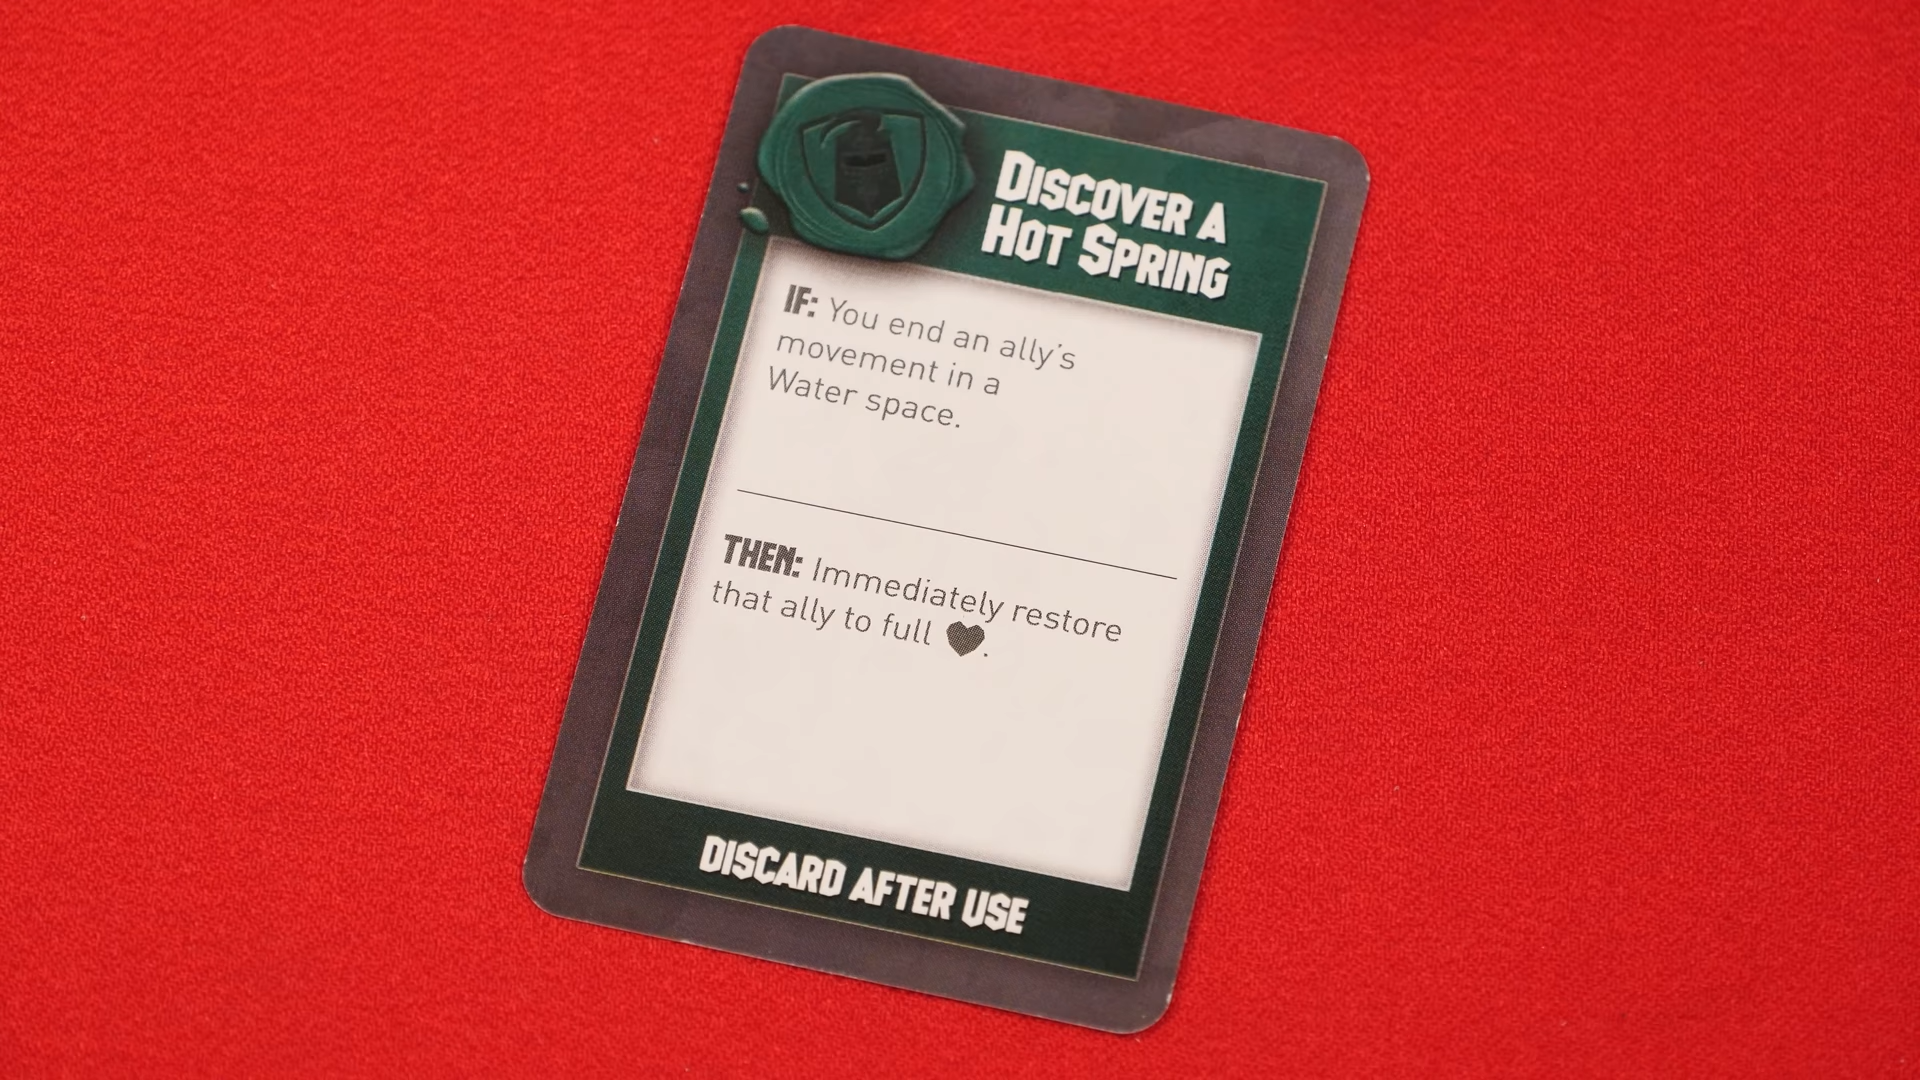 DISCOVER A
HOT SPRING
IF: You end an ally's
movement in a
Water space.
THEN: Immediately restore
that ally to full ♥.
DISCARD AFTER USE